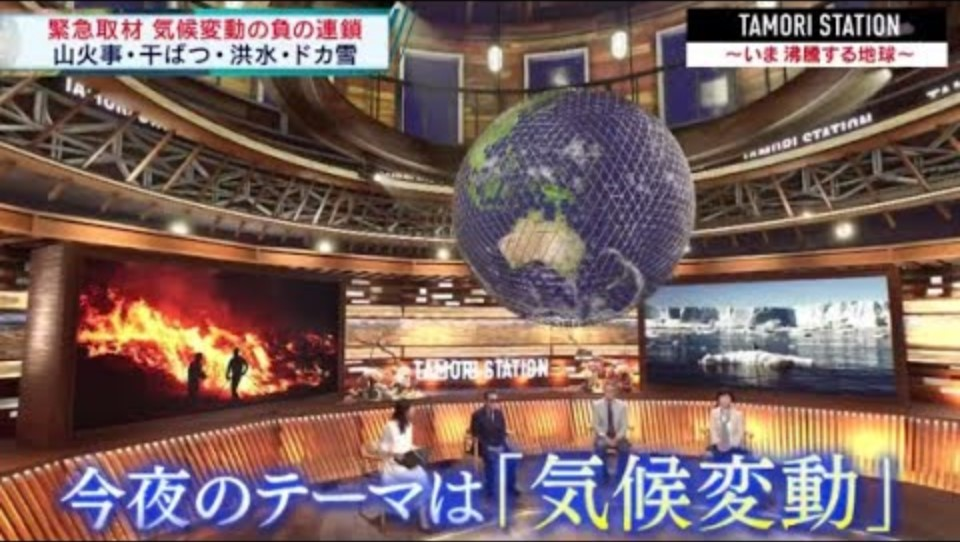 緊急取材 気候変動の負の連鎖
山火事・干ばつ・洪水・ドカ雪
TAMORI STATION
～いま 沸騰する地球～
TAMORI STATION
TAMORI STATION
今夜のテーマは「気候変動」